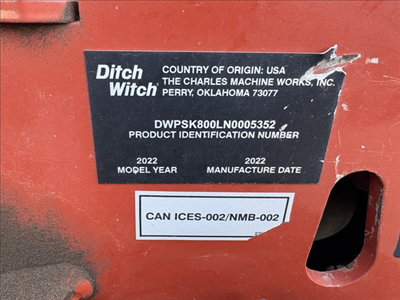 Ditch Witch
COUNTRY OF ORIGIN: USA
THE CHARLES MACHINE WORKS, INC.
PERRY, OKLAHOMA 73077
DWPSK800LN0005352
PRODUCT IDENTIFICATION NUMBER
2022
MODEL YEAR
2022
MANUFACTURE DATE
CAN ICES-002/NMB-002